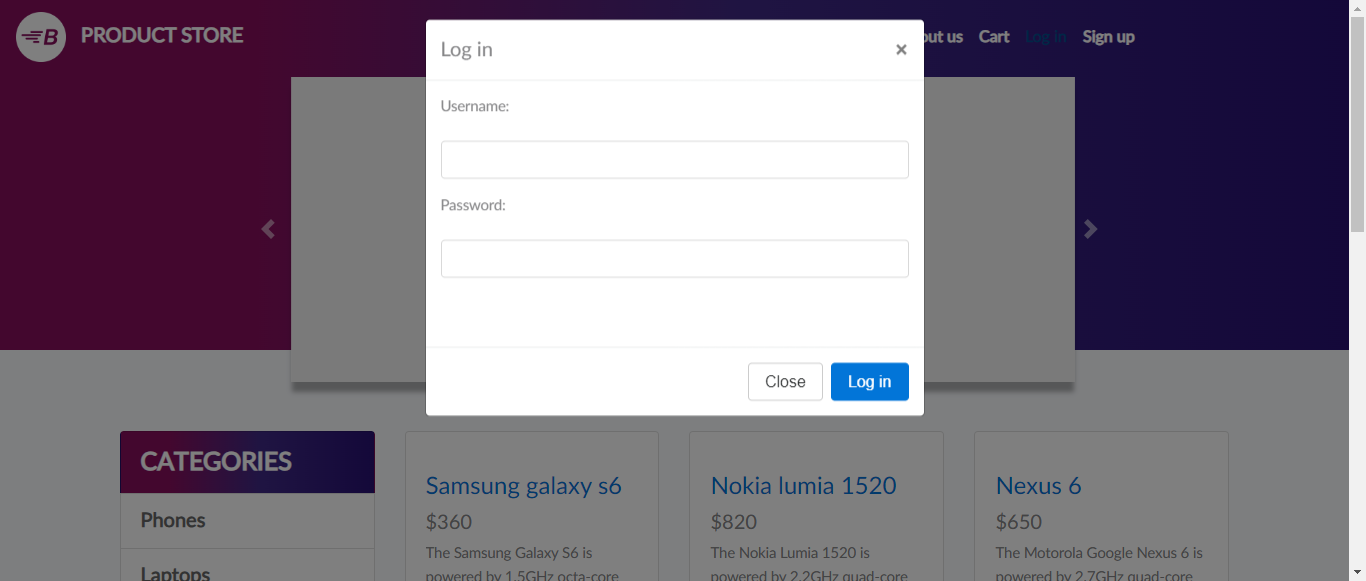 B PRODUCT STORE
out us Cart Log in Sign up
Log in ×
Username:
Password:
Close Log in
CATEGORIES
Phones
Laptops
Samsung galaxy s6
$360
The Samsung Galaxy S6 is
powered by 1.5GHz octa-core
Nokia lumia 1520
$820
The Nokia Lumia 1520 is
powered by 2.2GHz quad-core
Nexus 6
$650
The Motorola Google Nexus 6 is
powered by 2.7GHz quad-core